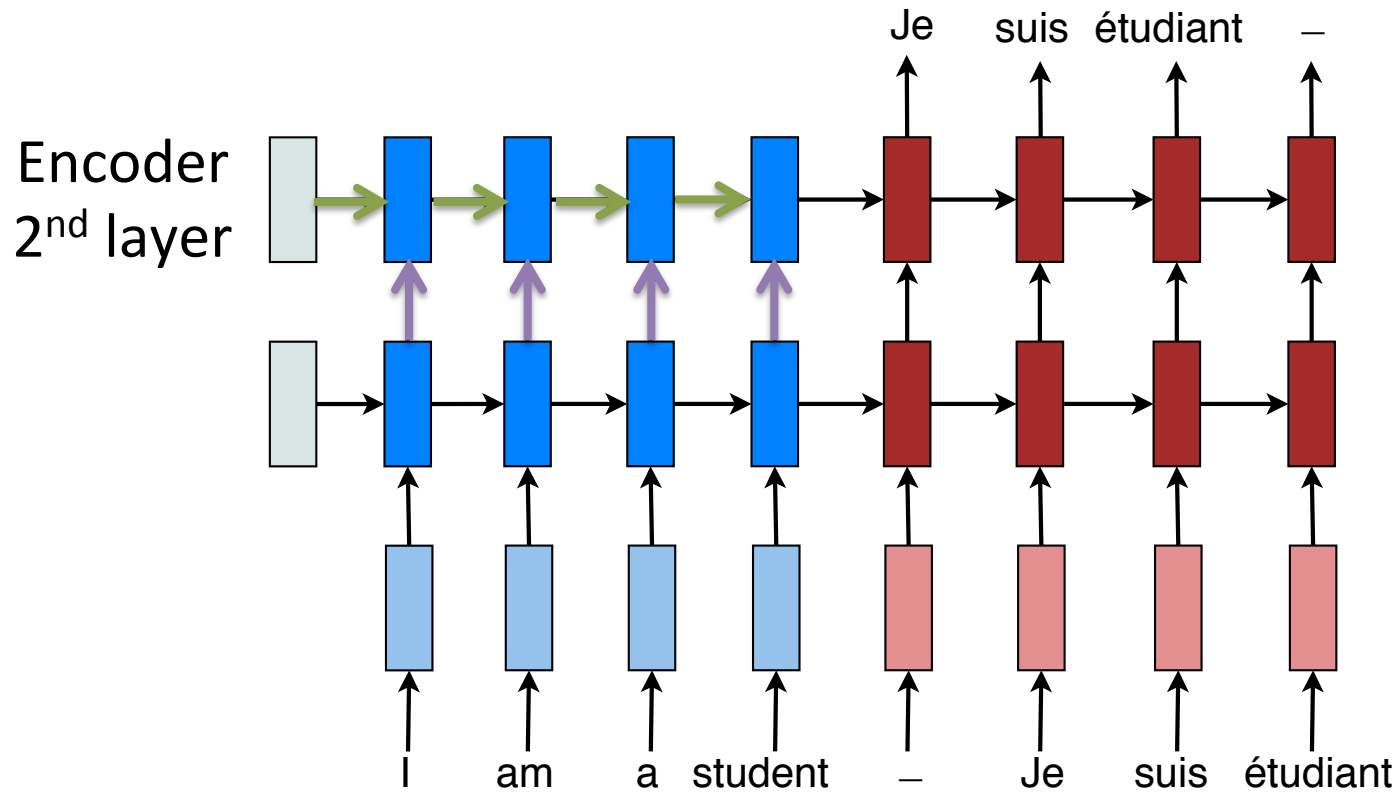 Je suis étudiant –
Encoder
2nd layer
I am a student – Je suis étudiant